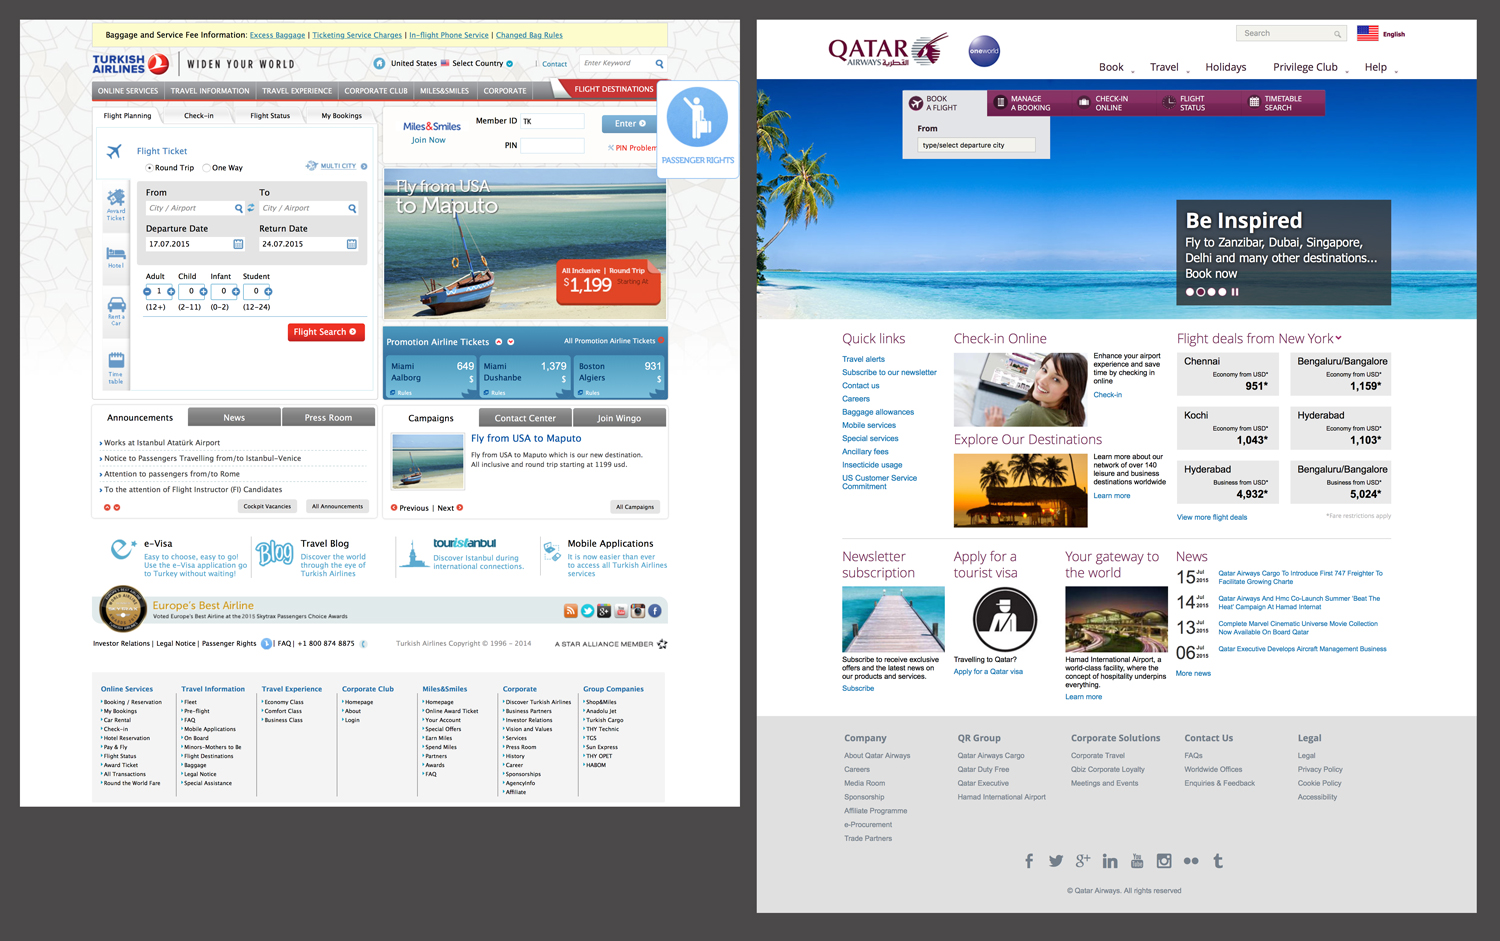 Baggage and Service Fee Information: Excess Baggage | Ticketing Service Charges | In-flight Phone Service | Changed Bag Rules
TURKISH AIRLINES
WIDEN YOUR WORLD
United States Select Country
Contact
Enter Keyword
ONLINE SERVICES
TRAVEL INFORMATION
TRAVEL EXPERIENCE
CORPORATE CLUB
MILES&SMILES
CORPORATE
FLIGHT DESTINATIONS
Flight Planning
Check-in
Flight Status
My Bookings
Flight Ticket
Round Trip
One Way
MULTI CITY
Award Ticket
Hotel
Rent a Car
Time table
From
To
City / Airport
City / Airport
Departure Date
Return Date
17.07.2015
24.07.2015
Adult
Child
Infant
Student
1
0
0
0
(12+)
(2-11)
(0-2)
(12-24)
Flight Search
Miles&Smiles
Join Now
Member ID
TK
PIN
Enter
PIN Problem
PASSENGER RIGHTS
Fly from USA
to Maputo
All Inclusive | Round Trip
$1,199
Starting At
Promotion Airline Tickets
All Promotion Airline Tickets
Miami
Aalborg
649
$
Rules
Miami
Dushanbe
1,379
$
Rules
Boston
Algiers
931
$
Rules
Announcements
News
Press Room
Works at Istanbul Atatürk Airport
Notice to Passengers Travelling from/to Istanbul-Venice
Attention to passengers from/to Rome
To the attention of Flight Instructor (FI) Candidates
Cockpit Vacancies
All Announcements
Campaigns
Contact Center
Join Wingo
Fly from USA to Maputo
Fly from USA to Maputo which is our new destination.
All inclusive and round trip starting at 1199 usd.
Previous | Next
All Campaigns
e-Visa
Easy to choose, easy to go!
Use the e-Visa application go
to Turkey without waiting!
Blog
Travel Blog
Discover the world
through the eye of
Turkish Airlines
touristanbul
Discover Istanbul during
international connections.
Mobile Applications
It is now easier than ever
to access all Turkish Airlines
services
Europe's Best Airline
Voted Europe's Best Airline at the 2015 Skytrax Passengers Choice Awards
Investor Relations | Legal Notice | Passenger Rights | FAQ | +1 800 874 8875
Turkish Airlines Copyright © 1996 - 2014
A STAR ALLIANCE MEMBER
Online Services
Booking / Reservation
My Bookings
Car Rental
Check-in
Hotel Reservation
Pay & Fly
Flight Status
Award Ticket
All Transactions
Round the World Fare
Travel Information
Fleet
Pre-flight
FAQ
Mobile Applications
On Board
Minors-Mothers to Be
Flight Destinations
Baggage
Legal Notice
Special Assistance
Travel Experience
Economy Class
Comfort Class
Business Class
Corporate Club
Homepage
About
Login
Miles&Smiles
Homepage
Online Award Ticket
Your Account
Special Offers
Earn Miles
Spend Miles
Partners
Awards
FAQ
Corporate
Discover Turkish Airlines
Business Partners
Investor Relations
Vision and Values
Services
Press Room
History
Career
Sponsorships
AgencyInfo
Affiliate
Group Companies
Shop&Miles
Anadolu Jet
Turkish Cargo
THY Technic
TGS
Sun Express
THY OPET
HABOM
QATAR
AIRWAYS القطرية
oneworld
Search
English
Book
Travel
Holidays
Privilege Club
Help
BOOK A FLIGHT
MANAGE A BOOKING
CHECK-IN ONLINE
FLIGHT STATUS
TIMETABLE SEARCH
From
type/select departure city
Be Inspired
Fly to Zanzibar, Dubai, Singapore,
Delhi and many other destinations...
Book now
Quick links
Travel alerts
Subscribe to our newsletter
Contact us
Careers
Baggage allowances
Mobile services
Special services
Ancillary fees
Insecticide usage
US Customer Service
Commitment
Check-in Online
Enhance your airport
experience and save
time by checking in
online
Check-in
Explore Our Destinations
Learn more about our
network of over 140
leisure and business
destinations worldwide
Learn more
Flight deals from New York
Chennai
Economy from USD*
951*
Bengaluru/Bangalore
Economy from USD*
1,159*
Kochi
Economy from USD*
1,043*
Hyderabad
Economy from USD*
1,103*
Hyderabad
Business from USD*
4,932*
Bengaluru/Bangalore
Business from USD*
5,024*
View more flight deals
*Fare restrictions apply
Newsletter
subscription
Subscribe to receive exclusive
offers and the latest news on
our products and services.
Subscribe
Apply for a
tourist visa
Travelling to Qatar?
Apply for a Qatar visa
Your gateway to
the world
Hamad International Airport, a
world-class facility, where the
concept of hospitality underpins
everything.
Learn more
News
15 Jul 2015
Qatar Airways Cargo To Introduce First 747 Freighter To
Facilitate Growing Charte
14 Jul 2015
Qatar Airways And Hmc Co-Launch Summer 'Beat The
Heat' Campaign At Hamad Internat
13 Jul 2015
Complete Marvel Cinematic Universe Movie Collection
Now Available On Board Qatar
06 Jul 2015
Qatar Executive Develops Aircraft Management Business
More news
Company
About Qatar Airways
Careers
Media Room
Sponsorship
Affiliate Programme
e-Procurement
Trade Partners
QR Group
Qatar Airways Cargo
Qatar Duty Free
Qatar Executive
Hamad International Airport
Corporate Solutions
Corporate Travel
Qbiz Corporate Loyalty
Meetings and Events
Contact Us
FAQs
Worldwide Offices
Enquiries & Feedback
Legal
Legal
Privacy Policy
Cookie Policy
Accessibility
© Qatar Airways. All rights reserved